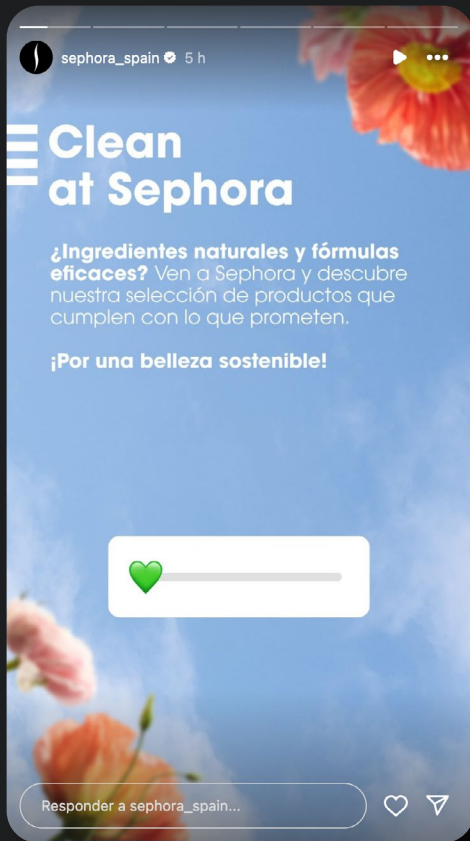 sephora_spain 5 h
Clean
at Sephora
¿Ingredientes naturales y fórmulas
eficaces? Ven a Sephora y descubre
nuestra selección de productos que
cumplen con lo que prometen.
¡Por una belleza sostenible!
Responder a sephora_spain...